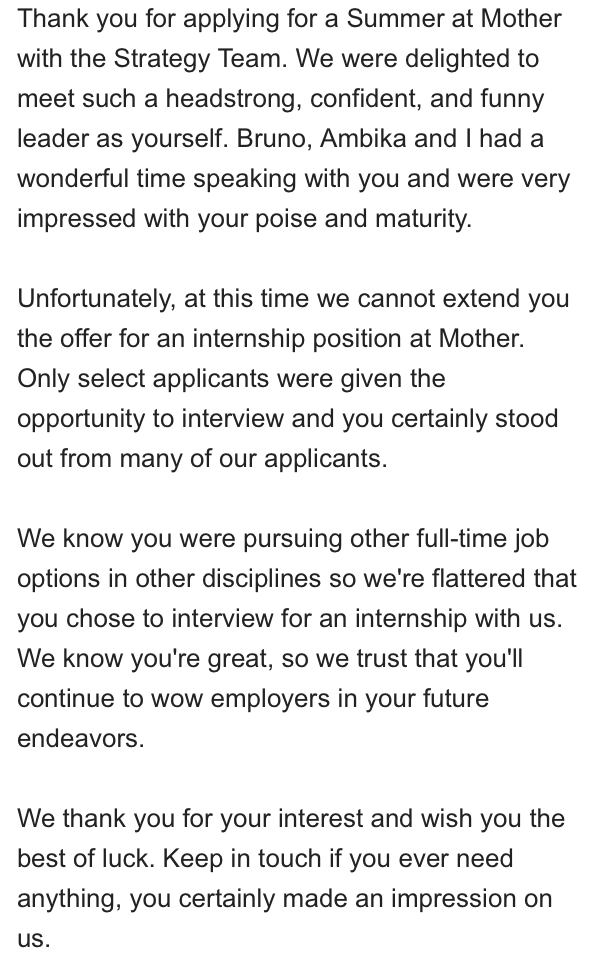 Thank you for applying for a Summer at Mother
with the Strategy Team. We were delighted to
meet such a headstrong, confident, and funny
leader as yourself. Bruno, Ambika and I had a
wonderful time speaking with you and were very
impressed with your poise and maturity.
Unfortunately, at this time we cannot extend you
the offer for an internship position at Mother.
Only select applicants were given the
opportunity to interview and you certainly stood
out from many of our applicants.
We know you were pursuing other full-time job
options in other disciplines so we're flattered that
you chose to interview for an internship with us.
We know you're great, so we trust that you'll
continue to wow employers in your future
endeavors.
We thank you for your interest and wish you the
best of luck. Keep in touch if you ever need
anything, you certainly made an impression on
us.